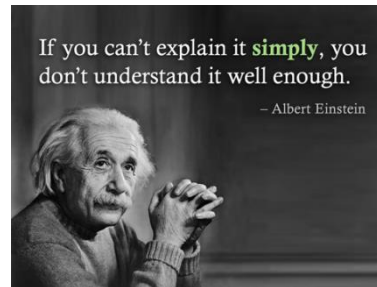 If you can’t explain it simply, you
don’t understand it well enough.
– Albert Einstein